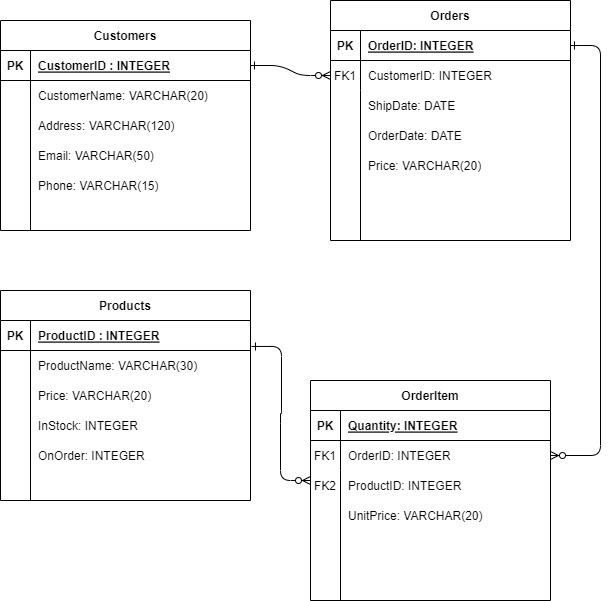 Customers
PK CustomerID : INTEGER
CustomerName: VARCHAR(20)
Address: VARCHAR(120)
Email: VARCHAR(50)
Phone: VARCHAR(15)
Orders
PK OrderID: INTEGER
FK1 CustomerID: INTEGER
ShipDate: DATE
OrderDate: DATE
Price: VARCHAR(20)
Products
PK ProductID : INTEGER
ProductName: VARCHAR(30)
Price: VARCHAR(20)
InStock: INTEGER
OnOrder: INTEGER
OrderItem
PK Quantity: INTEGER
FK1 OrderID: INTEGER
FK2 ProductID: INTEGER
UnitPrice: VARCHAR(20)